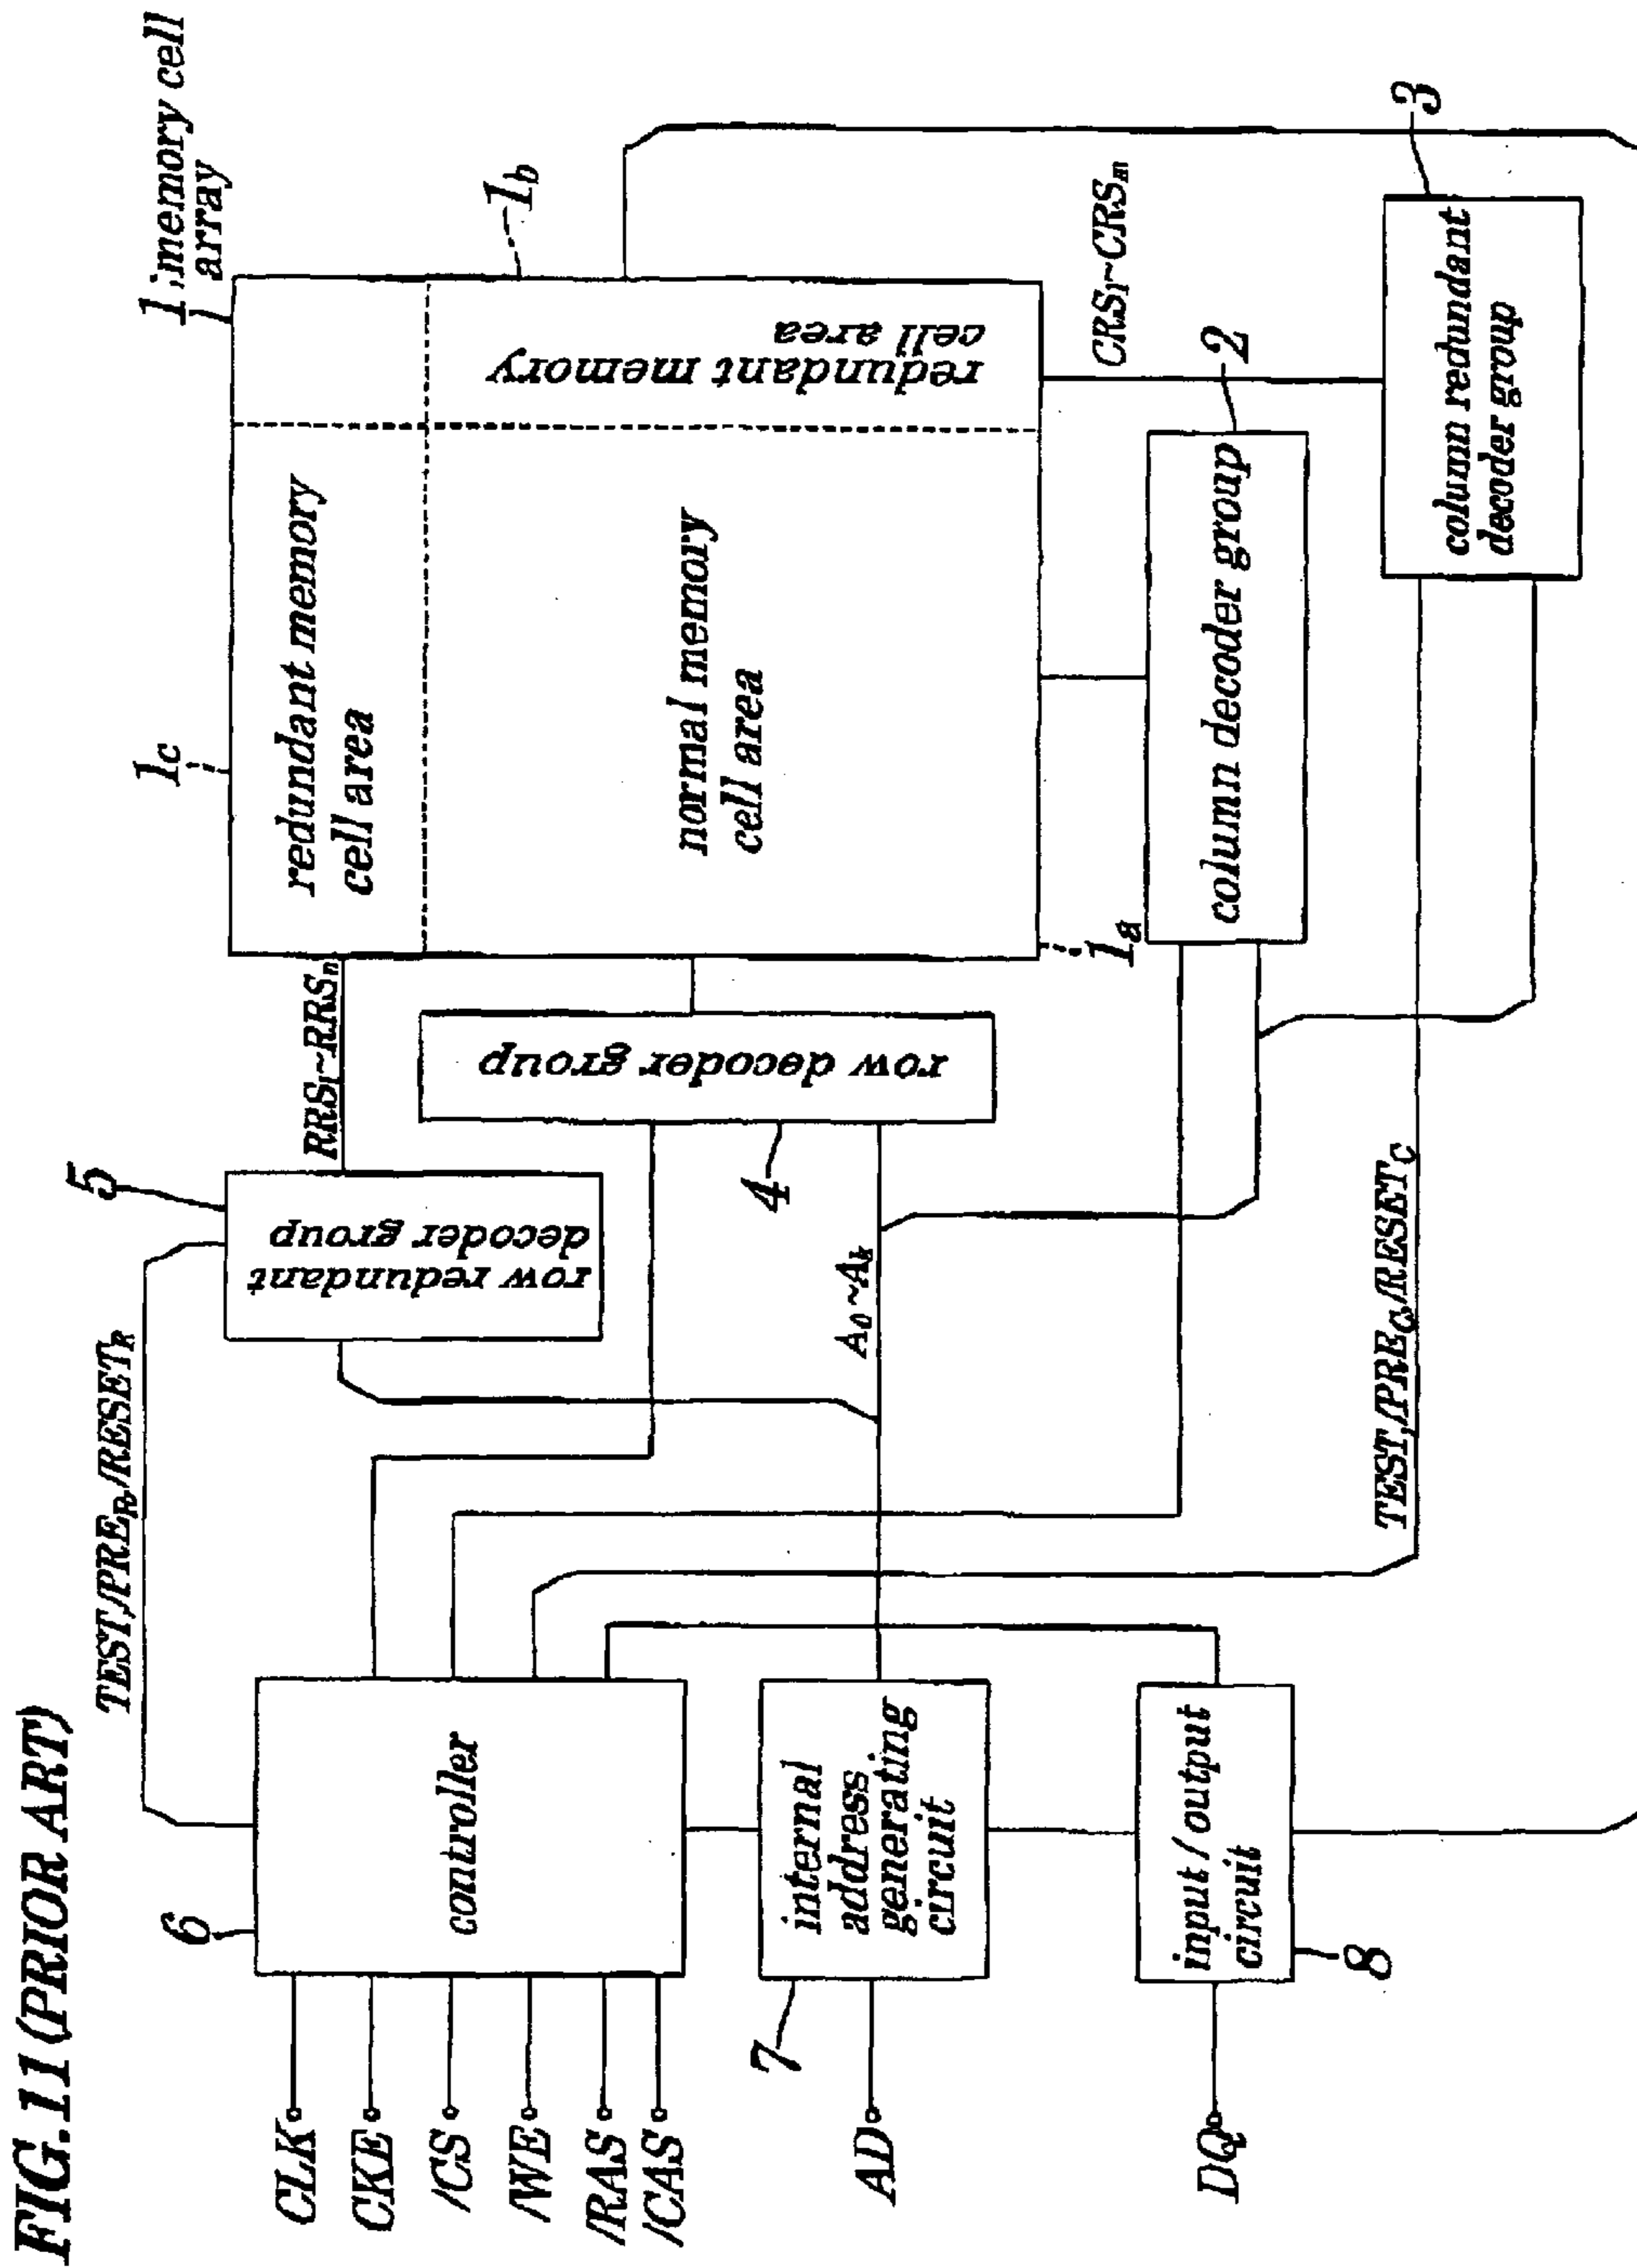 FIG.11 (PRIOR ART)
1;memory cell
array
1c
1b
redundant memory
cell area
redundant memory
cell area
normal memory
cell area
1a
RRS1~RRSn
5
row redundant
decoder group
row decoder group
4
TEST,/PRER,/RESETR
6
controller
CLK
CKE
/CS
/WE
/RAS
/CAS
A0~Ak
column decoder group
2
CRS1~CRSm
7
internal
address
generating
circuit
AD
TEST,/PREC,/RESETC
column redundant
decoder group
3
input/output
circuit
8
DQ